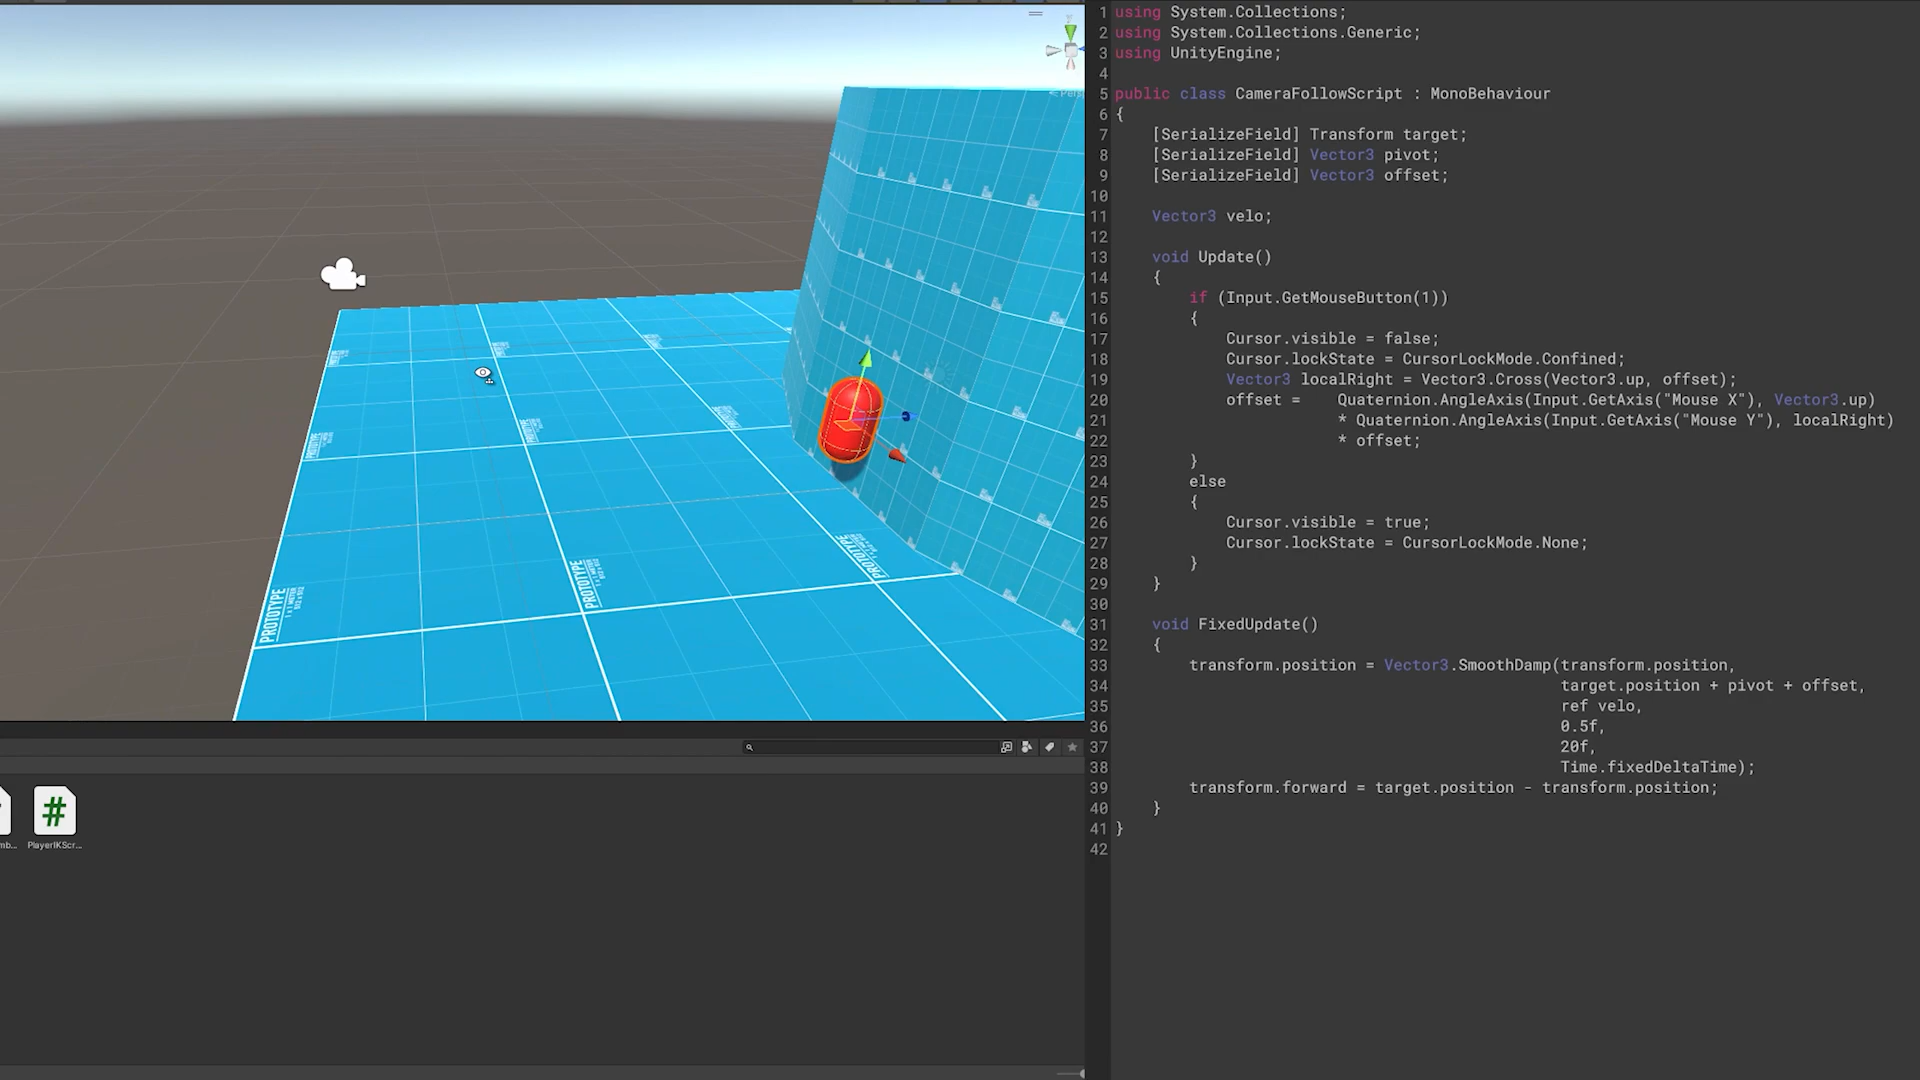 1 using System.Collections;
2 using System.Collections.Generic;
3 using UnityEngine;
4
5 public class CameraFollowScript : MonoBehaviour
6 {
7 [SerializeField] Transform target;
8 [SerializeField] Vector3 pivot;
9 [SerializeField] Vector3 offset;
10
11 Vector3 velo;
12
13 void Update()
14 {
15 if (Input.GetMouseButton(1))
16 {
17 Cursor.visible = false;
18 Cursor.lockState = CursorLockMode.Confined;
19 Vector3 localRight = Vector3.Cross(Vector3.up, offset);
20 offset = Quaternion.AngleAxis(Input.GetAxis("Mouse X"), Vector3.up)
21 * Quaternion.AngleAxis(Input.GetAxis("Mouse Y"), localRight)
22 * offset;
23 }
24 else
25 {
26 Cursor.visible = true;
27 Cursor.lockState = CursorLockMode.None;
28 }
29 }
30
31 void FixedUpdate()
32 {
33 transform.position = Vector3.SmoothDamp(transform.position,
34 target.position + pivot + offset,
35 ref velo,
36 0.5f,
37 20f,
38 Time.fixedDeltaTime);
39 transform.forward = target.position - transform.position;
40 }
41 }
42
PROTOTYPE
PROTOTYPE
PROTOTYPE
mb...
PlayerIKScr...